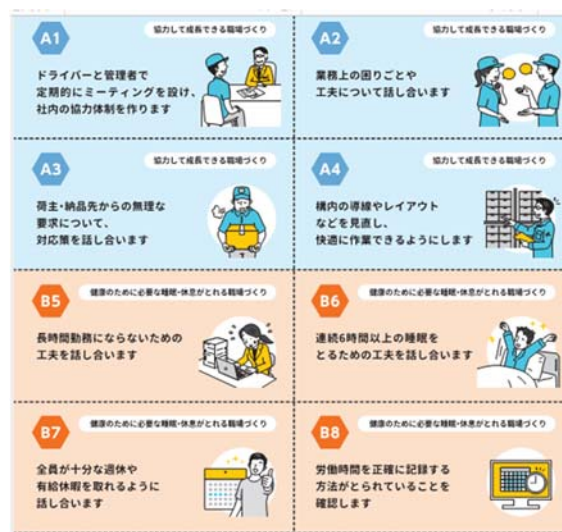 A1
協力して成長できる職場づくり
ドライバーと管理者で
定期的にミーティングを設け、
社内の協力体制を作ります
A2
協力して成長できる職場づくり
業務上の困りごとや
工夫について話し合います
A3
協力して成長できる職場づくり
荷主・納品先からの無理な
要求について、
対応策を話し合います
A4
協力して成長できる職場づくり
構内の導線やレイアウト
などを見直し、
快適に作業できるようにします
B5
健康のために必要な睡眠・休息がとれる職場づくり
長時間勤務にならないための
工夫を話し合います
B6
健康のために必要な睡眠・休息がとれる職場づくり
連続6時間以上の睡眠を
とるための工夫を話し合います
B7
健康のために必要な睡眠・休息がとれる職場づくり
全員が十分な週休や
有給休暇を取れるように
話し合います
B8
健康のために必要な睡眠・休息がとれる職場づくり
労働時間を正確に記録する
方法がとられていることを
確認します